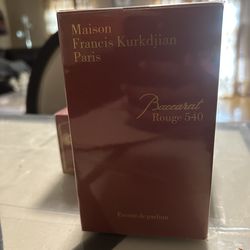 Maison
Francis Kurkdjian
Paris
Baccarat
Rouge 540
Extrait de parfum